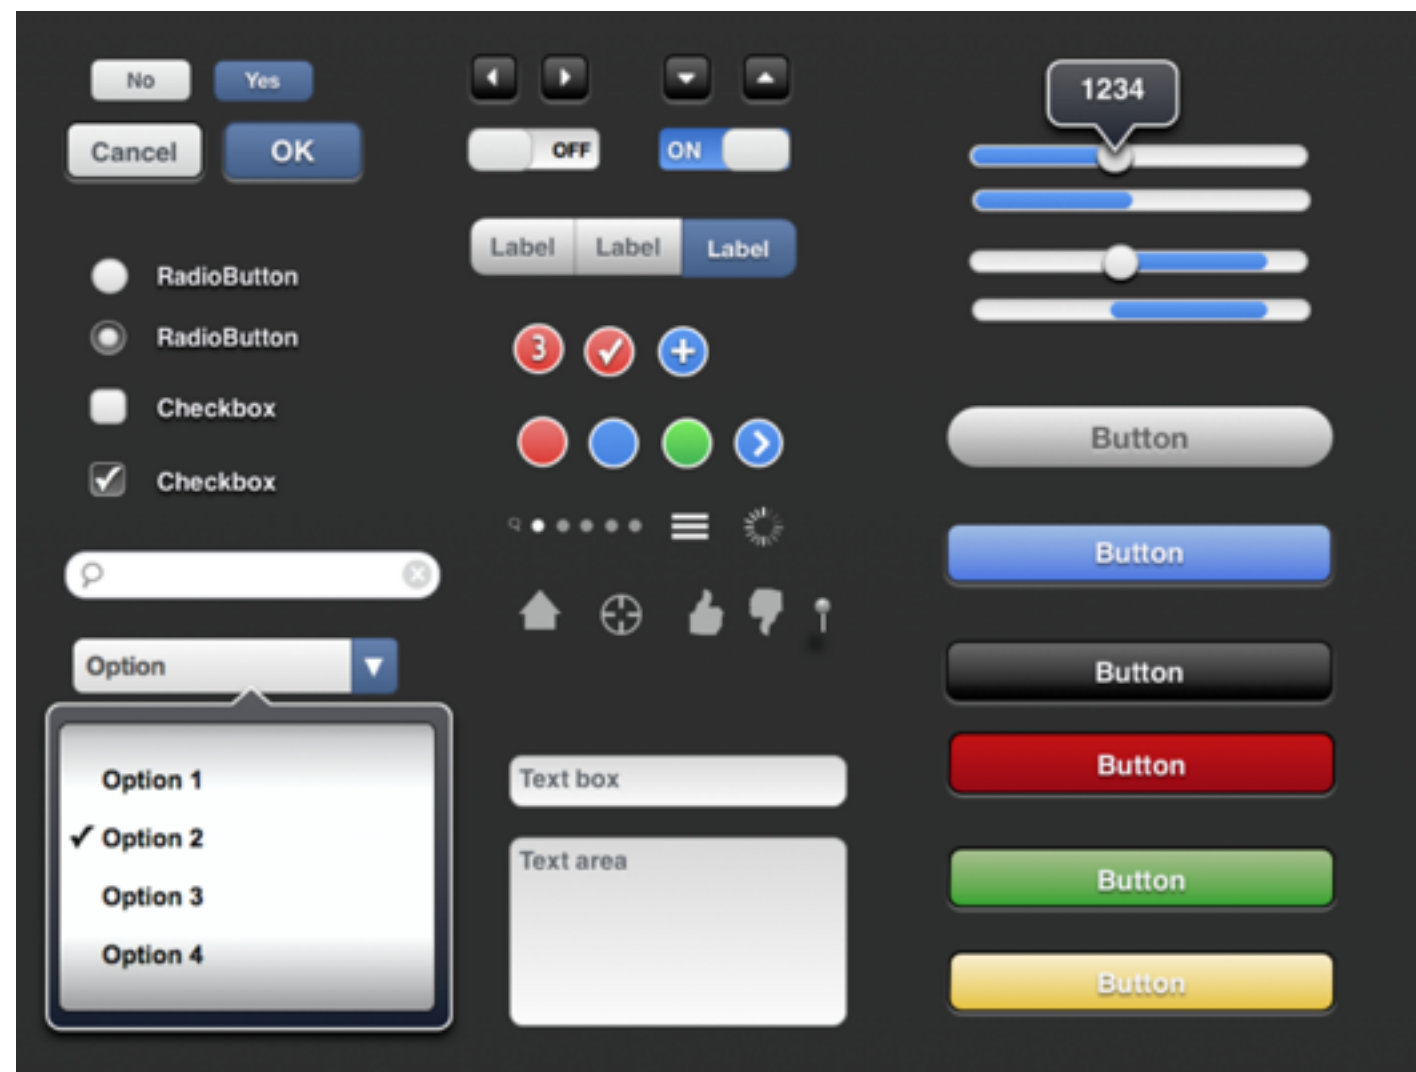 No
Yes
Cancel
OK
RadioButton
RadioButton
Checkbox
Checkbox
Option
Option 1
Option 2
Option 3
Option 4
OFF
ON
Label
Label
Label
3
Text box
Text area
1234
Button
Button
Button
Button
Button
Button